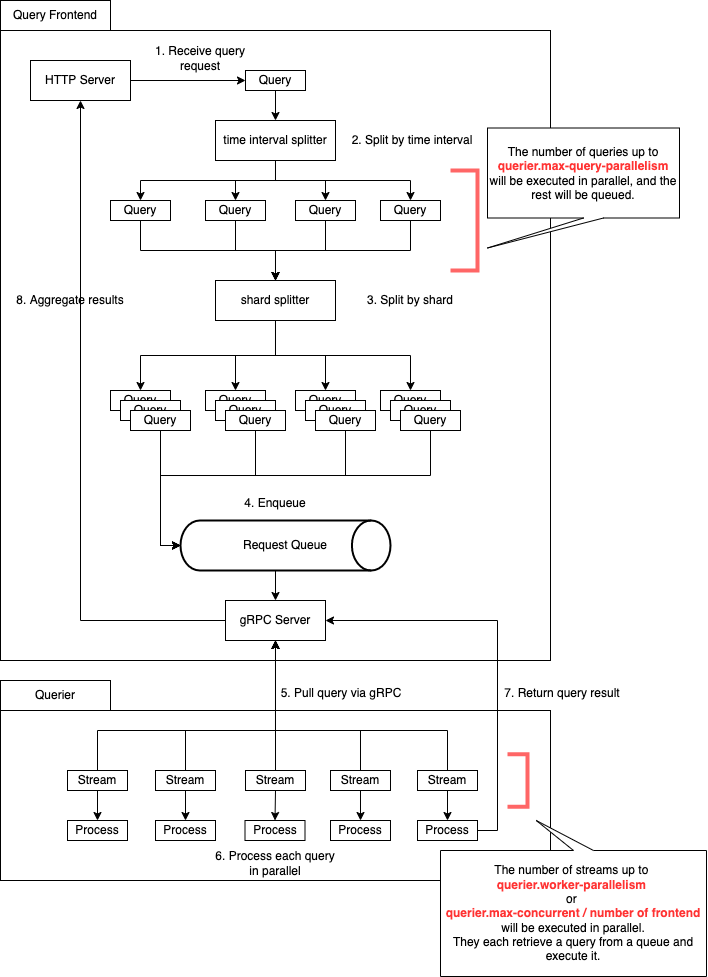 Query Frontend
1. Receive query
request
HTTP Server
Query
time interval splitter
2. Split by time interval
The number of queries up to
querier.max-query-parallelism
will be executed in parallel, and the
rest will be queued.
Query
Query
Query
Query
8. Aggregate results
shard splitter
3. Split by shard
Query
Query
Query
Query
Query
Query
Query
Query
Query
Query
Query
Query
4. Enqueue
Request Queue
gRPC Server
Querier
5. Pull query via gRPC
7. Return query result
Stream
Stream
Stream
Stream
Stream
Process
Process
Process
Process
Process
6. Process each query
in parallel
The number of streams up to
querier.worker-parallelism
or
querier.max-concurrent / number of frontend
will be executed in parallel.
They each retrieve a query from a queue and
execute it.